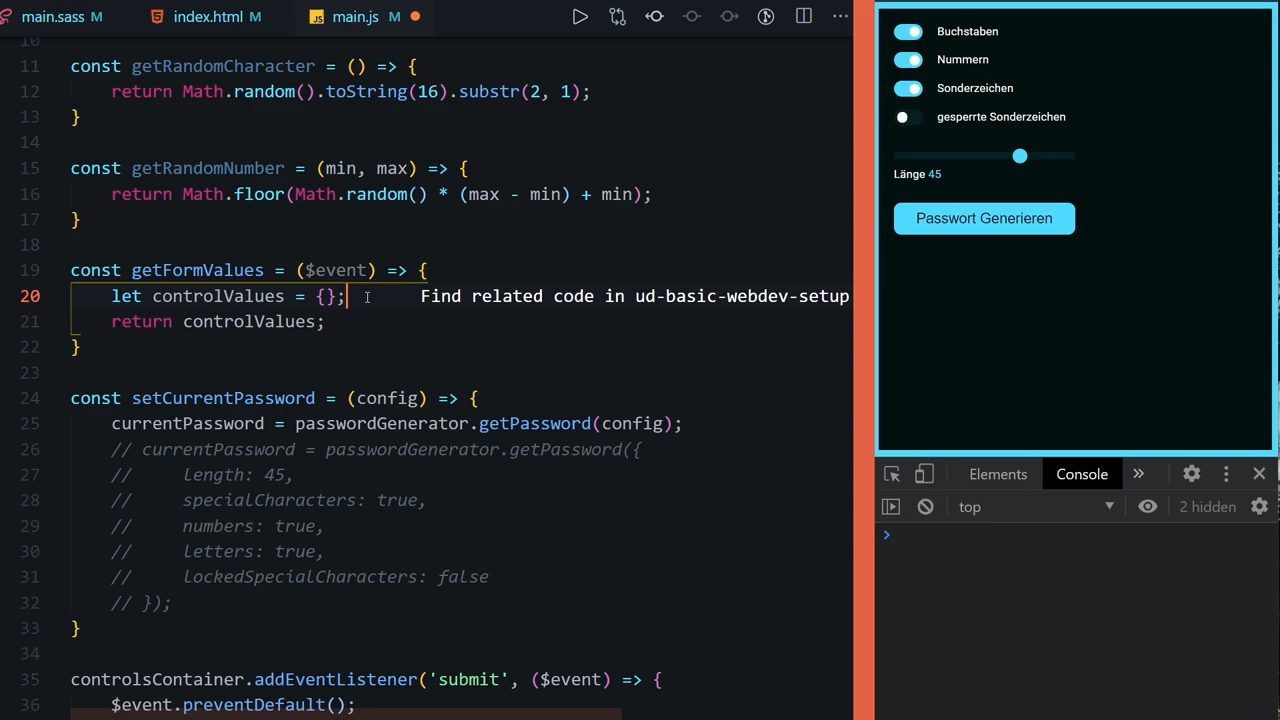 main.sass M index.html M JS main.js M
10
11 const getRandomCharacter = () => {
12 return Math.random().toString(16).substr(2, 1);
13 }
14
15 const getRandomNumber = (min, max) => {
16 return Math.floor(Math.random() * (max - min) + min);
17 }
18
19 const getFormValues = ($event) => {
20 let controlValues = {}; Find related code in ud-basic-webdev-setup
21 return controlValues;
22 }
23
24 const setCurrentPassword = (config) => {
25 currentPassword = passwordGenerator.getPassword(config);
26 // currentPassword = passwordGenerator.getPassword({
27 // length: 45,
28 // specialCharacters: true,
29 // numbers: true,
30 // letters: true,
31 // lockedSpecialCharacters: false
32 // });
33 }
34
35 controlsContainer.addEventListener('submit', ($event) => {
36 $event.preventDefault();
Buchstaben
Nummern
Sonderzeichen
gesperrte Sonderzeichen
Länge 45
Passwort Generieren
Elements Console
top 2 hidden